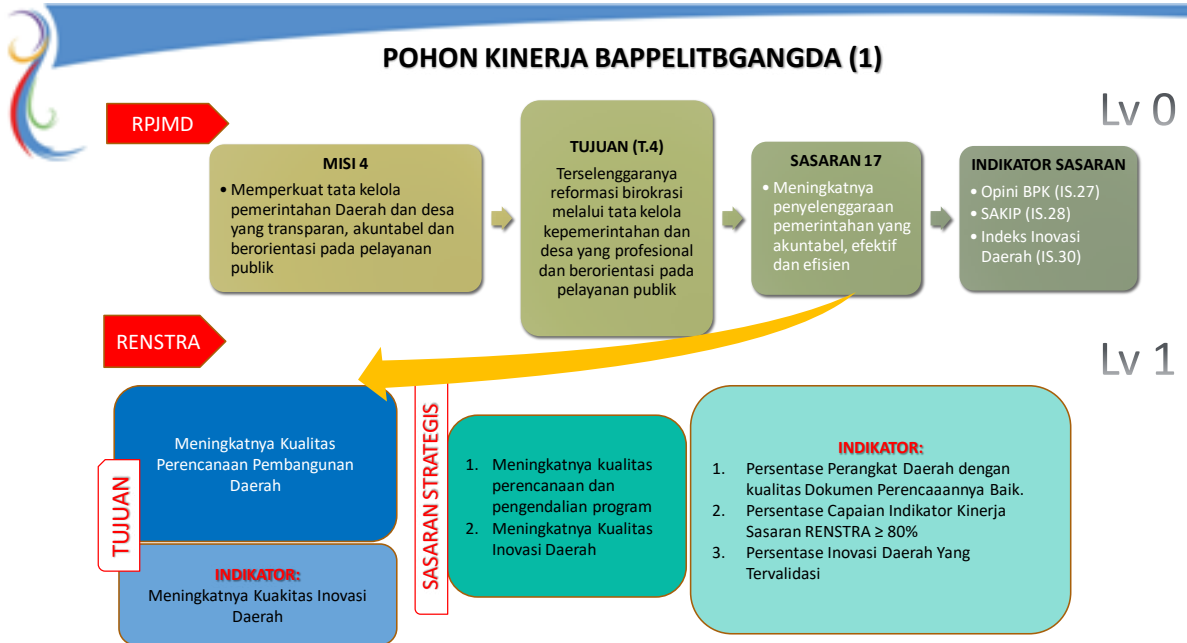 POHON KINERJA BAPPELITBGANGDA (1)
Lv 0
RPJMD
MISI 4
• Memperkuat tata kelola
pemerintahan Daerah dan desa
yang transparan, akuntabel dan
berorientasi pada pelayanan
publik
TUJUAN (T.4)
Terselenggaranya
reformasi birokrasi
melalui tata kelola
kepemerintahan dan
desa yang profesional
dan berorientasi pada
pelayanan publik
SASARAN 17
• Meningkatnya
penyelenggaraan
pemerintahan yang
akuntabel, efektif
dan efisien
INDIKATOR SASARAN
• Opini BPK (IS.27)
• SAKIP (IS.28)
• Indeks Inovasi
Daerah (IS.30)
RENSTRA
Lv 1
TUJUAN
Meningkatnya Kualitas
Perencanaan Pembangunan
Daerah
INDIKATOR:
Meningkatnya Kuakitas Inovasi
Daerah
SASARAN STRATEGIS
1. Meningkatnya kualitas
perencanaan dan
pengendalian program
2. Meningkatnya Kualitas
Inovasi Daerah
INDIKATOR:
1. Persentase Perangkat Daerah dengan
kualitas Dokumen Perencaaannya Baik.
2. Persentase Capaian Indikator Kinerja
Sasaran RENSTRA ≥ 80%
3. Persentase Inovasi Daerah Yang
Tervalidasi